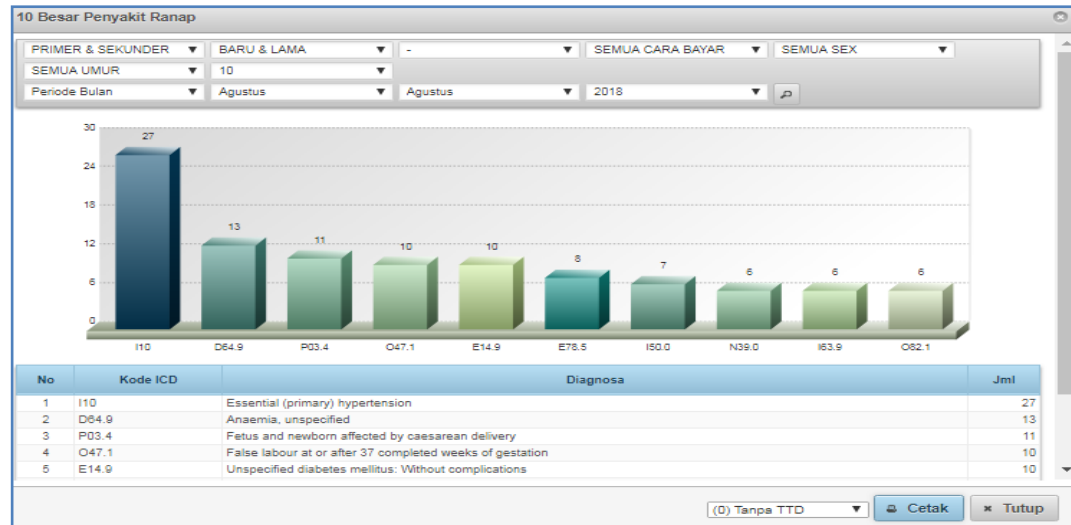 10 Besar Penyakit Ranap
PRIMER & SEKUNDER BARU & LAMA - SEMUA CARA BAYAR SEMUA SEX
SEMUA UMUR 10
Periode Bulan Agustus Agustus 2018
30
27
24
18
13
12
11
10
10
8
7
6
6
6
6
0
I10 D64.9 P03.4 O47.1 E14.9 E78.5 I50.0 N39.0 I63.9 O82.1
No Kode ICD Diagnosa Jml
1 I10 Essential (primary) hypertension 27
2 D64.9 Anaemia, unspecified 13
3 P03.4 Fetus and newborn affected by caesarean delivery 11
4 O47.1 False labour at or after 37 completed weeks of gestation 10
5 E14.9 Unspecified diabetes mellitus: Without complications 10
(0) Tanpa TTD Cetak Tutup